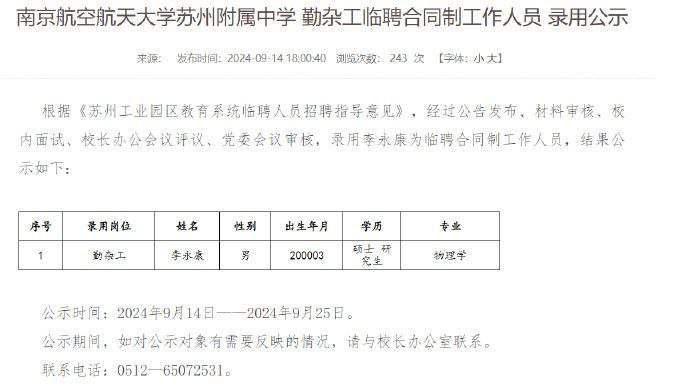 南京航空航天大学苏州附属中学 勤杂工临聘合同制工作人员 录用公示
来源： 发布时间：2024-09-14 18:00:40 浏览次数： 243 次 【字体：小 大】
根据《苏州工业园区教育系统临聘人员招聘指导意见》，经过公告发布、材料审核、校
内面试、校长办公会议评议、党委会议审核，录用李永康为临聘合同制工作人员，结果公
示如下：
序号 录用岗位 姓名 性别 出生年月 学历 专业
1 勤杂工 李永康 男 200003 硕士 研究生 物理学
公示时间：2024年9月14日——2024年9月25日。
公示期间，如对公示对象有需要反映的情况，请与校长办公室联系。
联系电话：0512—65072531。